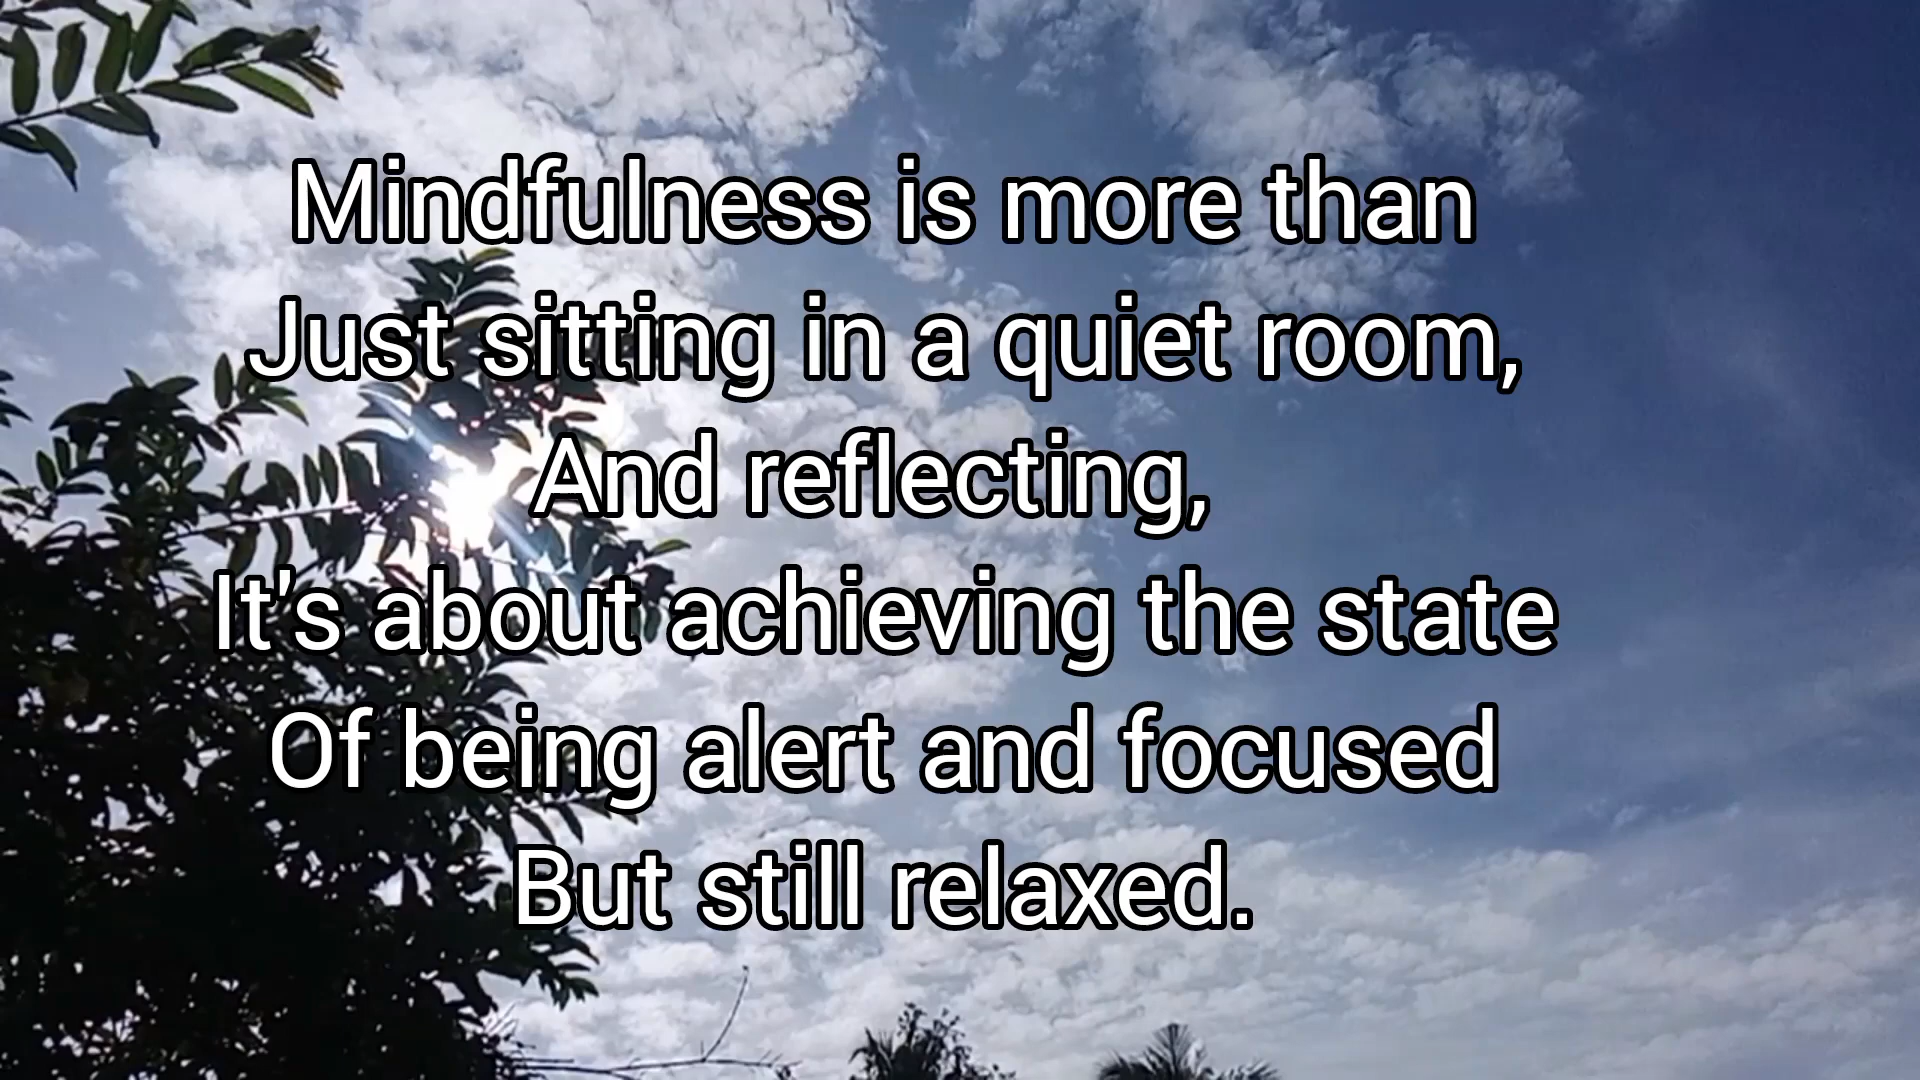 Mindfulness is more than
Just sitting in a quiet room,
And reflecting,
It's about achieving the state
Of being alert and focused
But still relaxed.